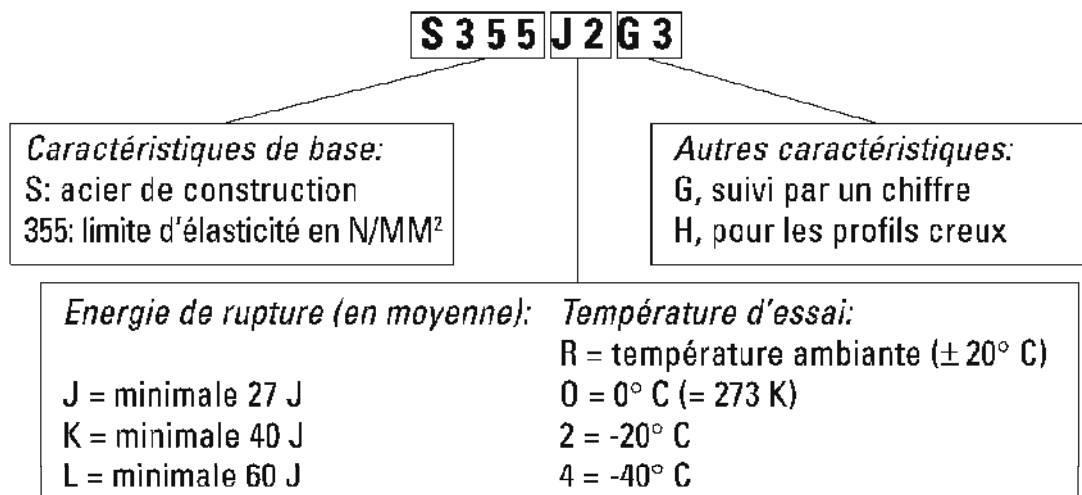 S355J2G3
Caractéristiques de base:
S: acier de construction
355: limite d'élasticité en N/MM²
Autres caractéristiques:
G, suivi par un chiffre
H, pour les profils creux
Energie de rupture (en moyenne):
J = minimale 27 J
K = minimale 40 J
L = minimale 60 J
Température d'essai:
R = température ambiante (± 20° C)
0 = 0° C (= 273 K)
2 = -20° C
4 = -40° C